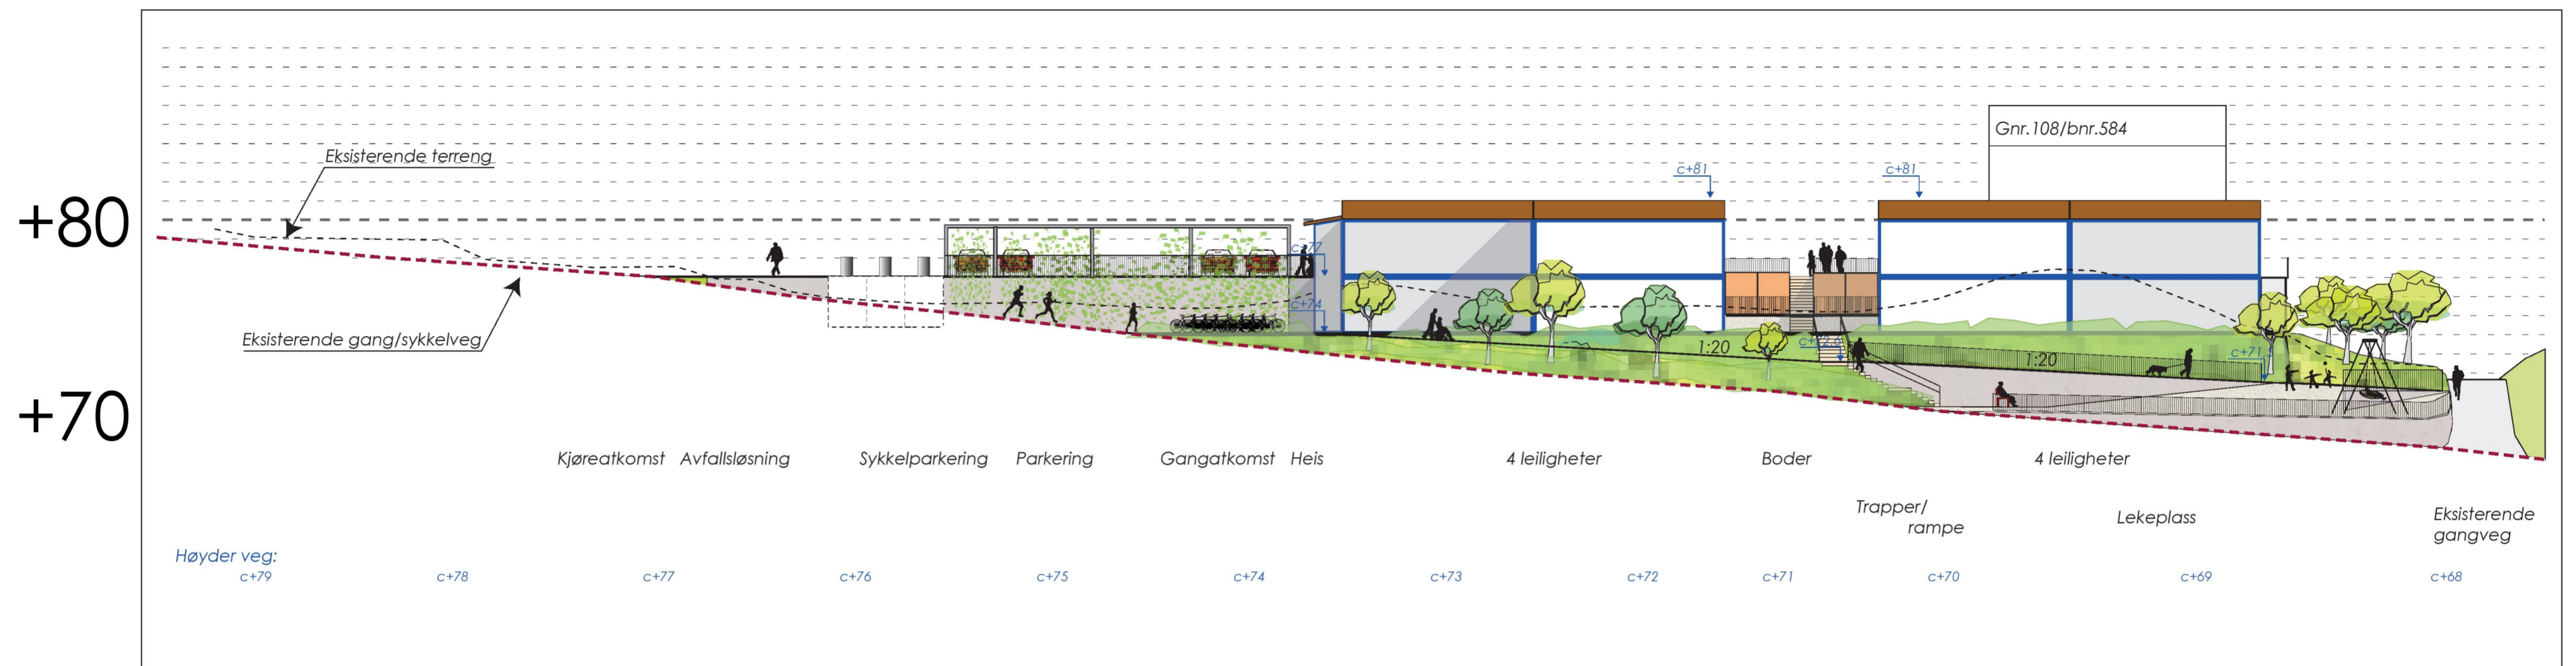 Gnr.108/bnr.584
Eksisterende terreng
c+81
c+81
+80
c+77
c+74
Eksisterende gang/sykkelveg
1:20
1:20
+70
Kjøreatkomst
Avfallsløsning
Sykkelparkering
Parkering
Gangatkomst
Heis
4 leiligheter
Boder
4 leiligheter
Trapper/
rampe
Lekeplass
Eksisterende
gangveg
Høyder veg:
c+79
c+78
c+77
c+76
c+75
c+74
c+73
c+72
c+71
c+70
c+69
c+68